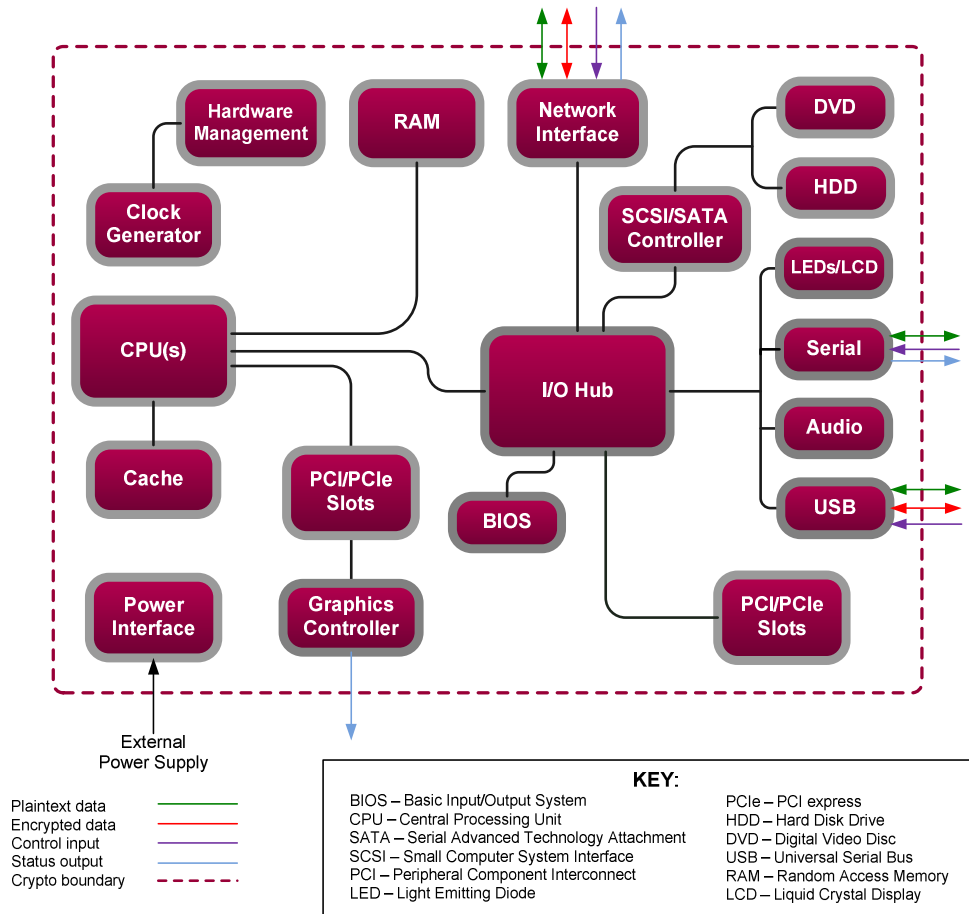 Hardware
Management
RAM
Network
Interface
DVD
HDD
Clock
Generator
SCSI/SATA
Controller
LEDs/LCD
CPU(s)
I/O Hub
Serial
Audio
Cache
PCI/PCIe
Slots
BIOS
USB
Power
Interface
Graphics
Controller
PCI/PCIe
Slots
External
Power Supply
Plaintext data
Encrypted data
Control input
Status output
Crypto boundary
KEY:
BIOS – Basic Input/Output System
CPU – Central Processing Unit
SATA – Serial Advanced Technology Attachment
SCSI – Small Computer System Interface
PCI – Peripheral Component Interconnect
LED – Light Emitting Diode
PCIe – PCI express
HDD – Hard Disk Drive
DVD – Digital Video Disc
USB – Universal Serial Bus
RAM – Random Access Memory
LCD – Liquid Crystal Display